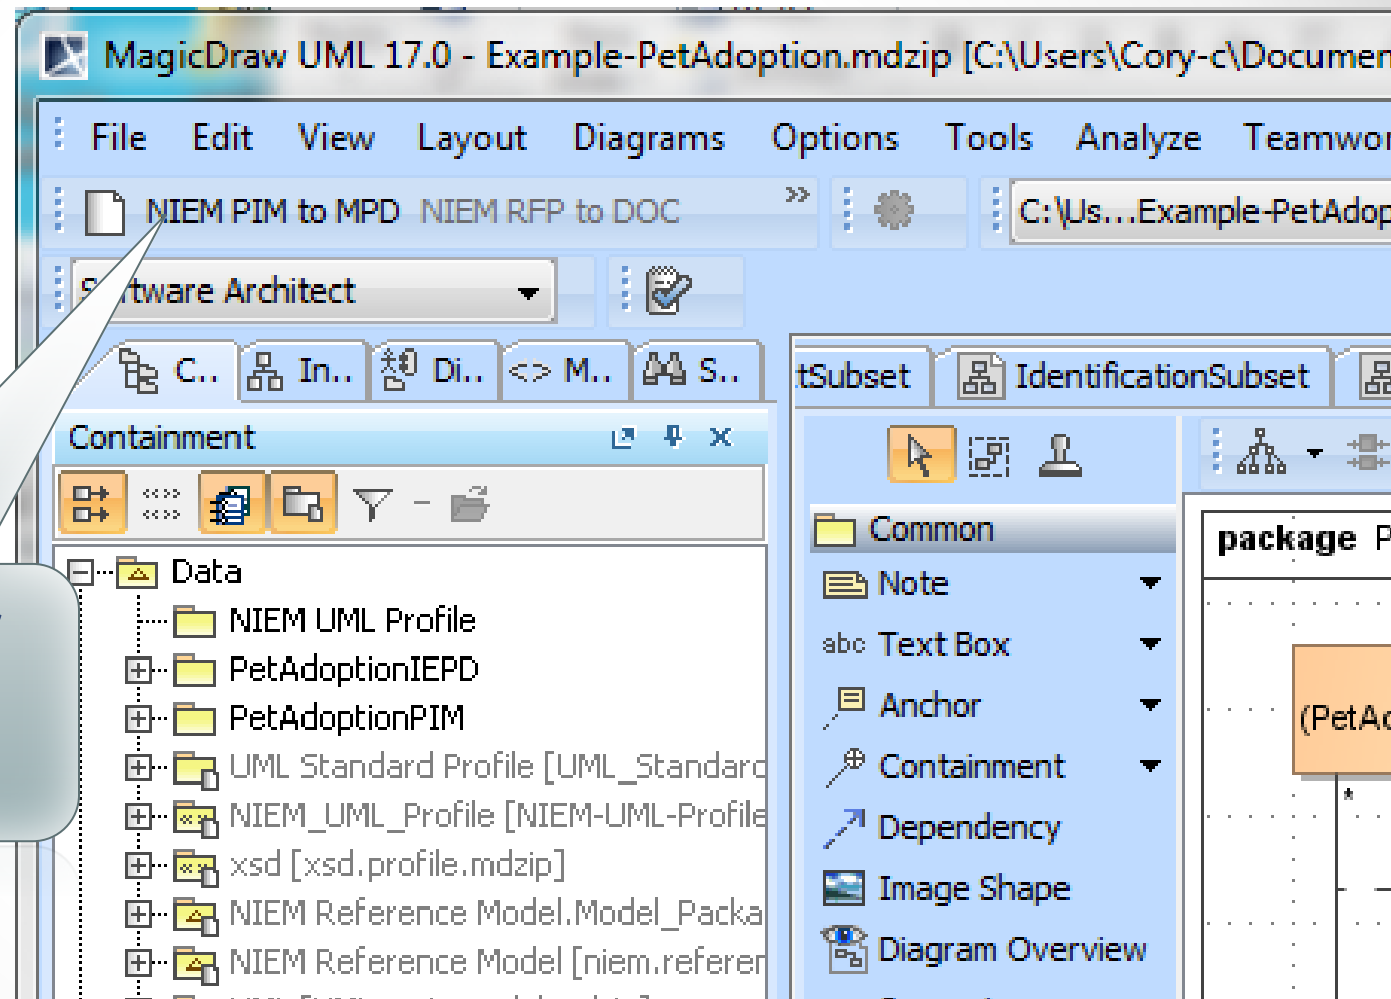 MagicDraw UML 17.0 - Example-PetAdoption.mdzip [C:\Users\Cory-c\Documen
File Edit View Layout Diagrams Options Tools Analyze Teamwor
NIEM PIM to MPD NIEM RFP to DOC » C:\Us...Example-PetAdop
Software Architect
C.. In.. Di.. <> M.. S..
tSubset IdentificationSubset
Containment
Common
package P
Data
Note
NIEM UML Profile
abc Text Box
PetAdoptionIEPD
Anchor
PetAdoptionPIM
(PetAd
UML Standard Profile [UML_Standard
Containment
*
NIEM_UML_Profile [NIEM-UML-Profile
Dependency
xsd [xsd.profile.mdzip]
Image Shape
NIEM Reference Model.Model_Packa
Diagram Overview
NIEM Reference Model [niem.referen